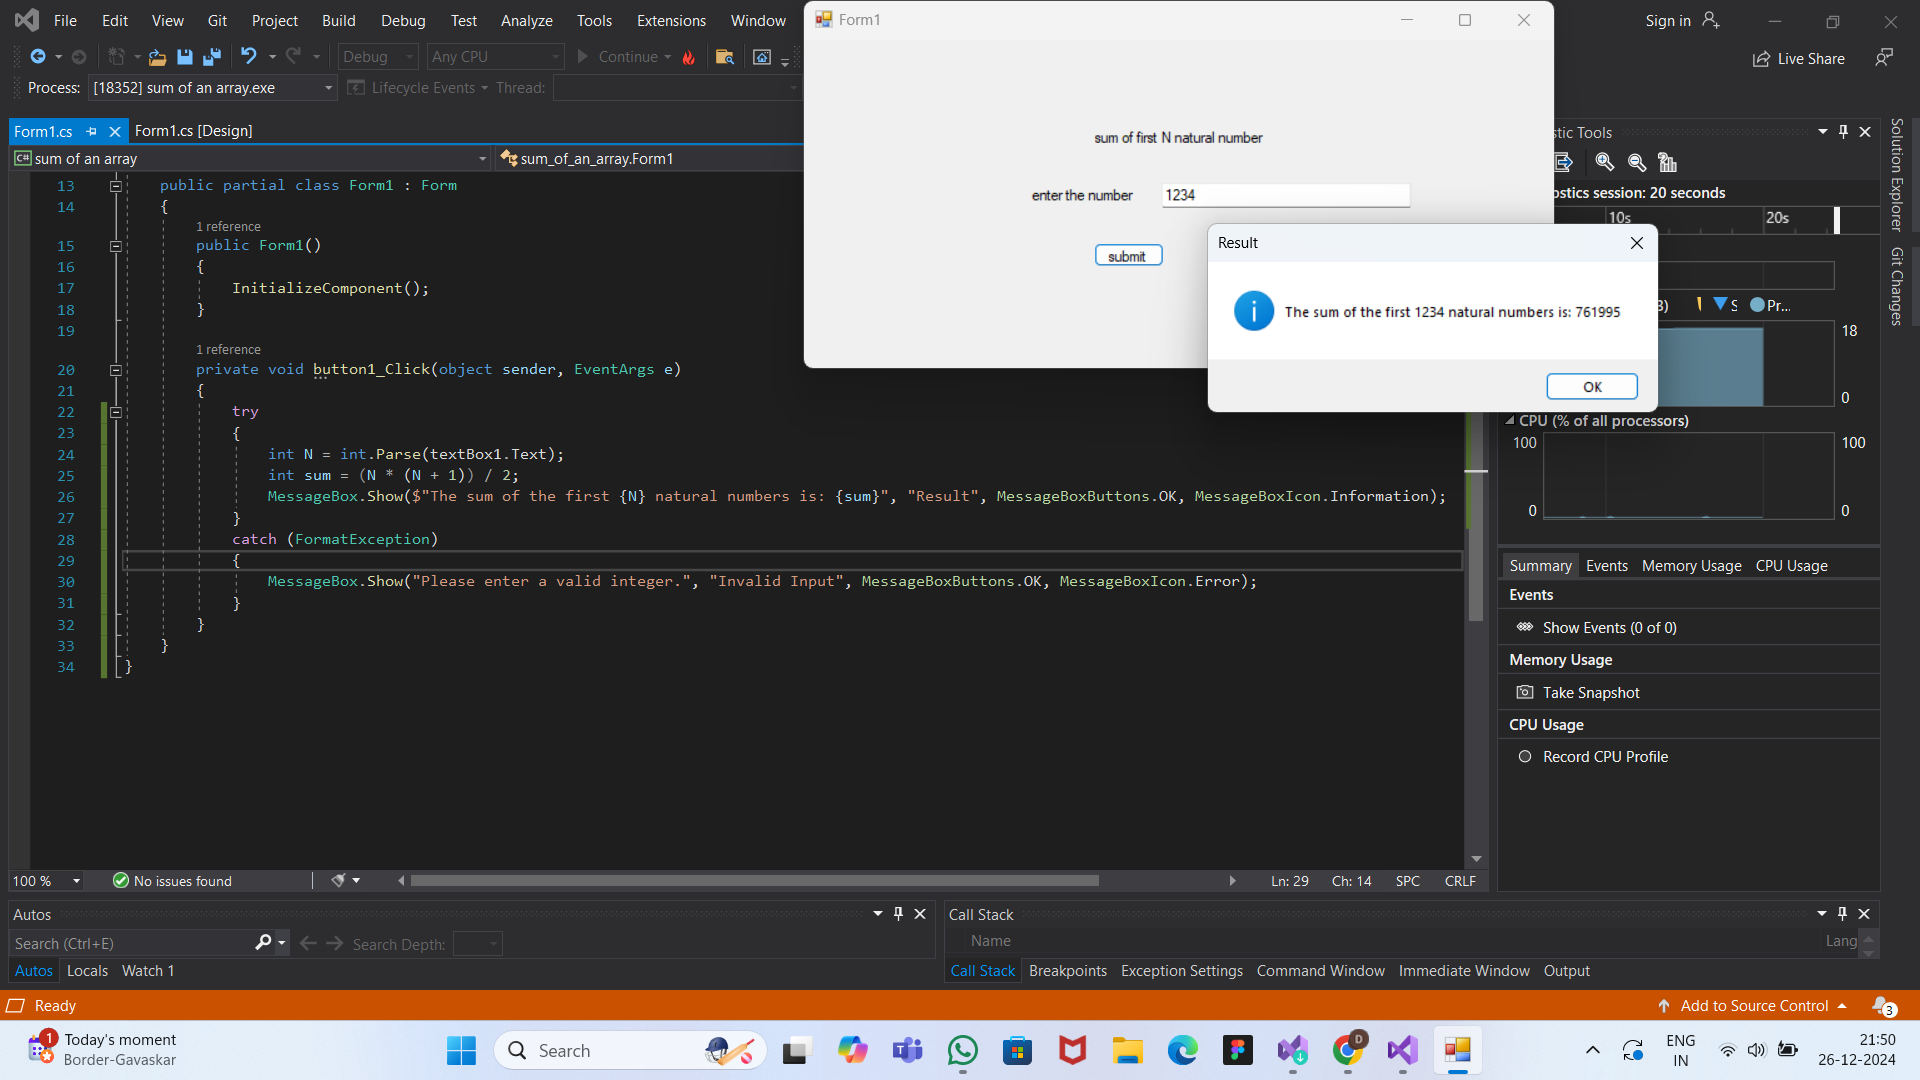 File Edit View Git Project Build Debug Test Analyze Tools Extensions Window
Form1
Sign in
Debug Any CPU Continue
Live Share
Process: [18352] sum of an array.exe Lifecycle Events Thread:
Form1.cs Form1.cs [Design]
sum of an array sum_of_an_array.Form1
13 public partial class Form1 : Form
14 {
1 reference
15 public Form1()
16 {
17 InitializeComponent();
18 }
19
1 reference
20 private void button1_Click(object sender, EventArgs e)
21 {
22 try
23 {
24 int N = int.Parse(textBox1.Text);
25 int sum = (N * (N + 1)) / 2;
26 MessageBox.Show($"The sum of the first {N} natural numbers is: {sum}", "Result", MessageBoxButtons.OK, MessageBoxIcon.Information);
27 }
28 catch (FormatException)
29 {
30 MessageBox.Show("Please enter a valid integer.", "Invalid Input", MessageBoxButtons.OK, MessageBoxIcon.Error);
31 }
32 }
33 }
34 }
sum of first N natural number
enter the number 1234
submit
Result
The sum of the first 1234 natural numbers is: 761995
OK
stic Tools
ostics session: 20 seconds
10s 20s
3) S Pr...
18
0
CPU (% of all processors)
100 100
0 0
Summary Events Memory Usage CPU Usage
Events
Show Events (0 of 0)
Memory Usage
Take Snapshot
CPU Usage
Record CPU Profile
Solution Explorer
Git Changes
100 % No issues found Ln: 29 Ch: 14 SPC CRLF
Autos
Search (Ctrl+E) Search Depth:
Autos Locals Watch 1
Call Stack
Name Lang
Call Stack Breakpoints Exception Settings Command Window Immediate Window Output
Ready Add to Source Control 3
1 Today's moment
Border-Gavaskar
Search
D
ENG
IN
21:50
26-12-2024